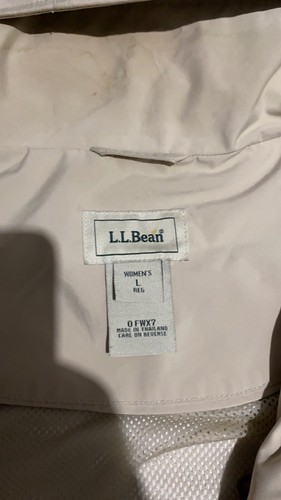 L.L.Bean®
WOMEN'S
L
REG
0 FWX7
MADE IN THAILAND
CARE ON REVERSE